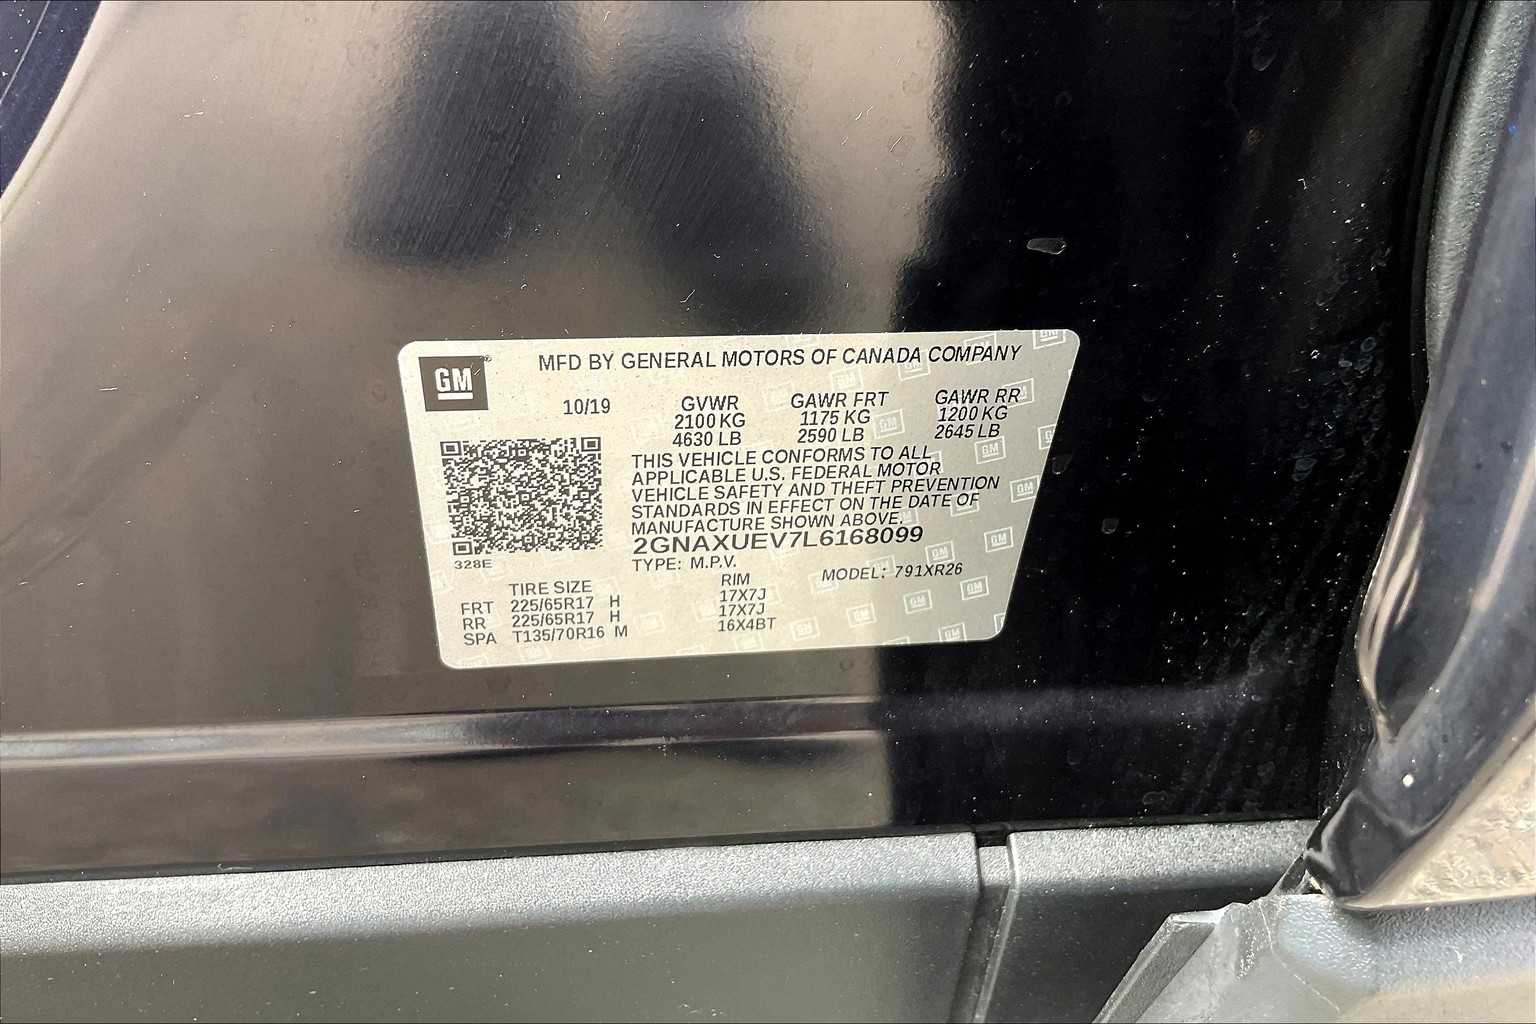 GM
MFD BY GENERAL MOTORS OF CANADA COMPANY
10/19 GVWR GAWR FRT GAWR RR
2100 KG 1175 KG 1200 KG
4630 LB 2590 LB 2645 LB
THIS VEHICLE CONFORMS TO ALL
APPLICABLE U.S. FEDERAL MOTOR
VEHICLE SAFETY AND THEFT PREVENTION
STANDARDS IN EFFECT ON THE DATE OF
MANUFACTURE SHOWN ABOVE.
2GNAXUEV7L6168099
328E
TYPE: M.P.V. MODEL: 791XR26
TIRE SIZE RIM
FRT 225/65R17 H 17X7J
RR 225/65R17 H 17X7J
SPA T135/70R16 M 16X4BT